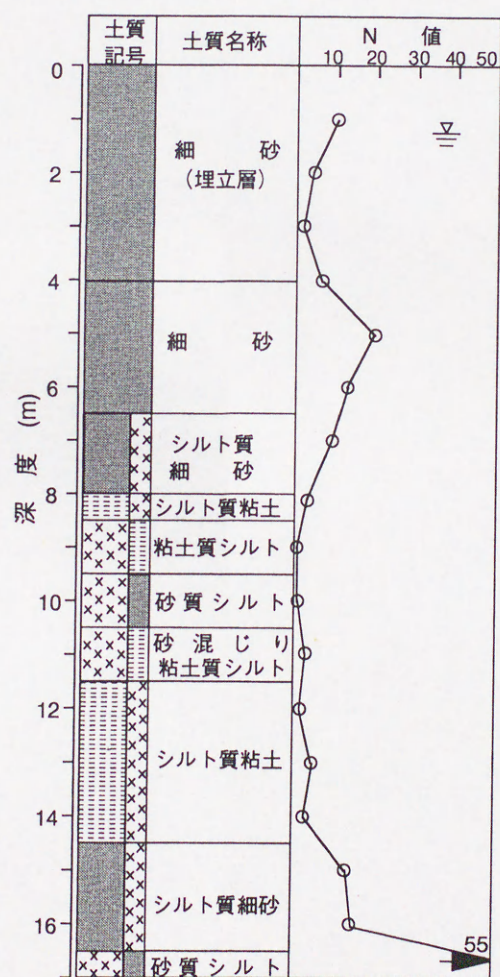 土質
記号
土質名称
N 値
10 20 30 40 50
0
細 砂
(埋立層)
2
4
細 砂
6
シルト質
細 砂
8
シルト質粘土
粘土質シルト
10
砂質シルト
砂混じり
粘土質シルト
12
シルト質粘土
14
シルト質細砂
16
55
砂質シルト
深度 (m)